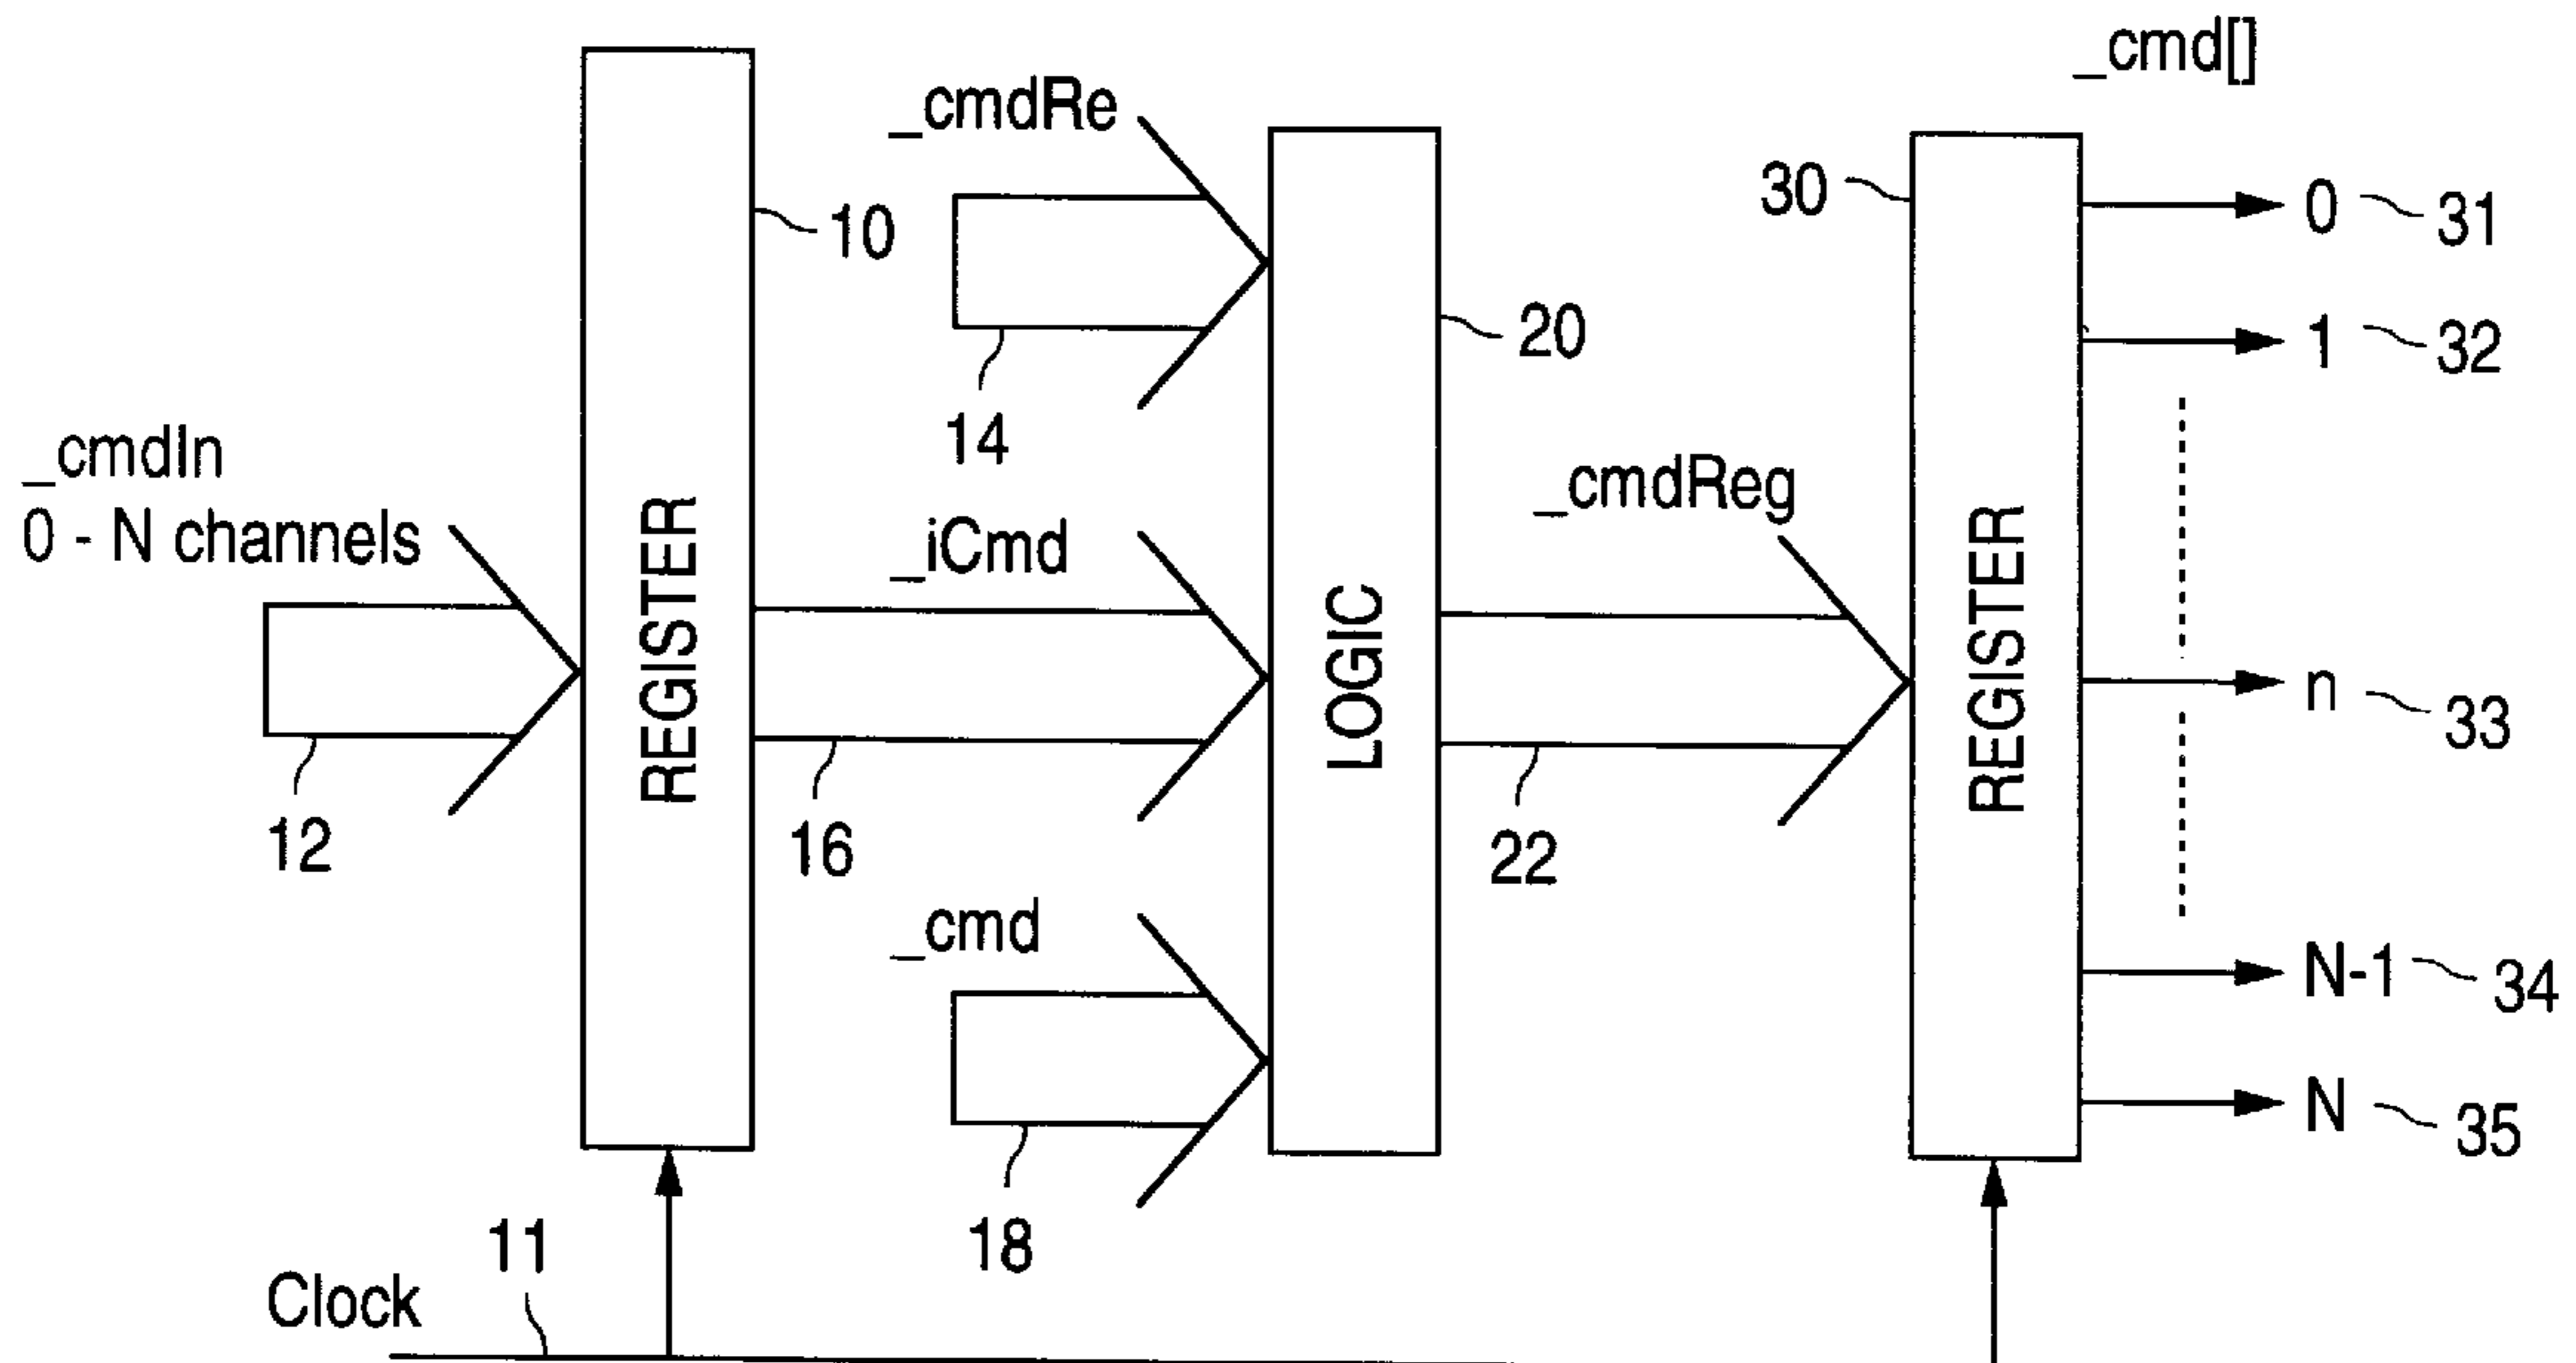 _cmd[]
_cmdRe
10
14
20
30
0
31
1
32
_cmdIn
0 - N channels
12
REGISTER
_iCmd
16
LOGIC
_cmdReg
22
REGISTER
n
33
_cmd
18
N-1
34
N
35
11
Clock